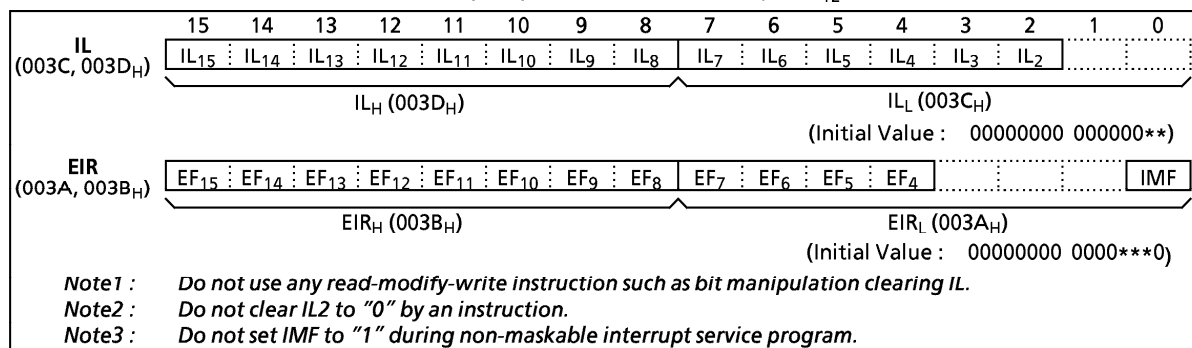 15 14 13 12 11 10 9 8 7 6 5 4 3 2 1 0
IL
(003C, 003DH)
IL15 IL14 IL13 IL12 IL11 IL10 IL9 IL8 IL7 IL6 IL5 IL4 IL3 IL2
ILH (003DH) ILL (003CH)
(Initial Value : 00000000 000000**)
EIR
(003A, 003BH)
EF15 EF14 EF13 EF12 EF11 EF10 EF9 EF8 EF7 EF6 EF5 EF4 IMF
EIRH (003BH) EIRL (003AH)
(Initial Value : 00000000 0000***0)
Note1 : Do not use any read-modify-write instruction such as bit manipulation clearing IL.
Note2 : Do not clear IL2 to "0" by an instruction.
Note3 : Do not set IMF to "1" during non-maskable interrupt service program.